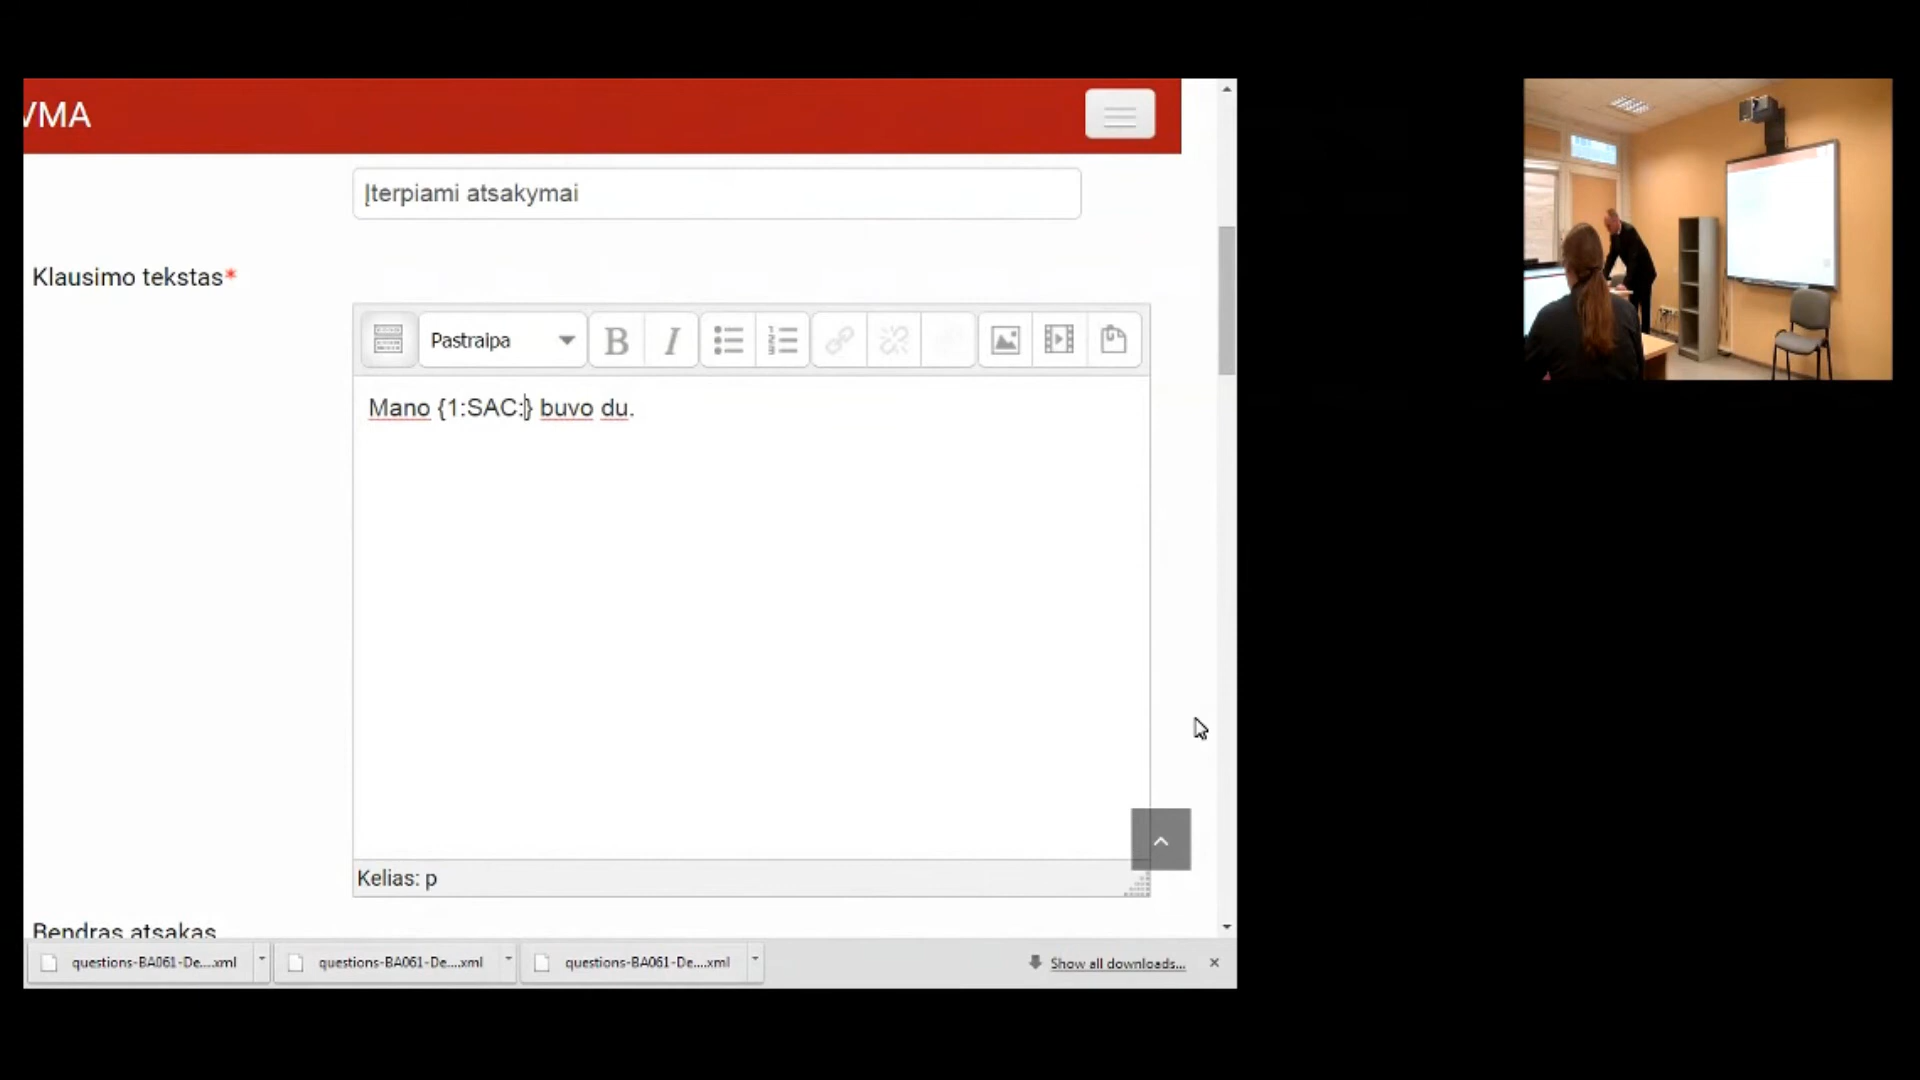 VMA
Įterpiami atsakymai
Klausimo tekstas*
Pastraipa
B I
Mano {1:SAC:} buvo du.
Kelias: p
Bendras atsakas
questions-BA061-De....xml
questions-BA061-De....xml
questions-BA061-De....xml
Show all downloads...